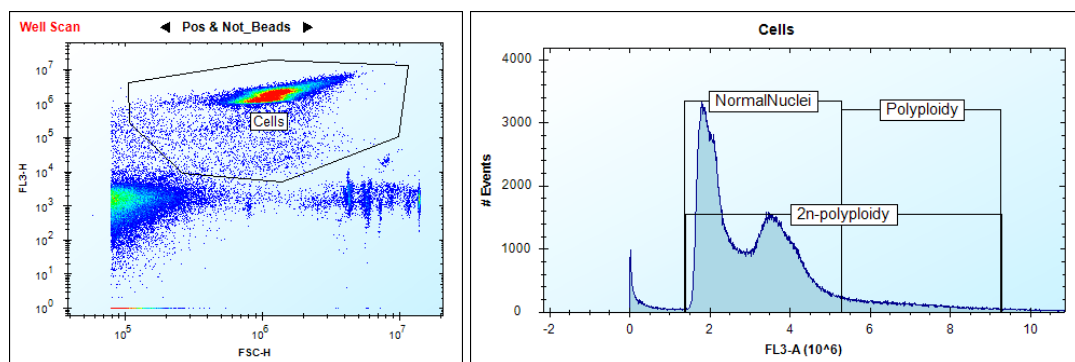 Well Scan
◄ Pos & Not_Beads ►
FL3-H
10^7
10^6
10^5
10^4
10^3
10^2
10^1
10^0
Cells
10^5
10^6
10^7
FSC-H
Cells
# Events
4000
3000
2000
1000
0
NormalNuclei
Polyploidy
2n-polyploidy
-2
0
2
4
6
8
10
FL3-A (10^6)